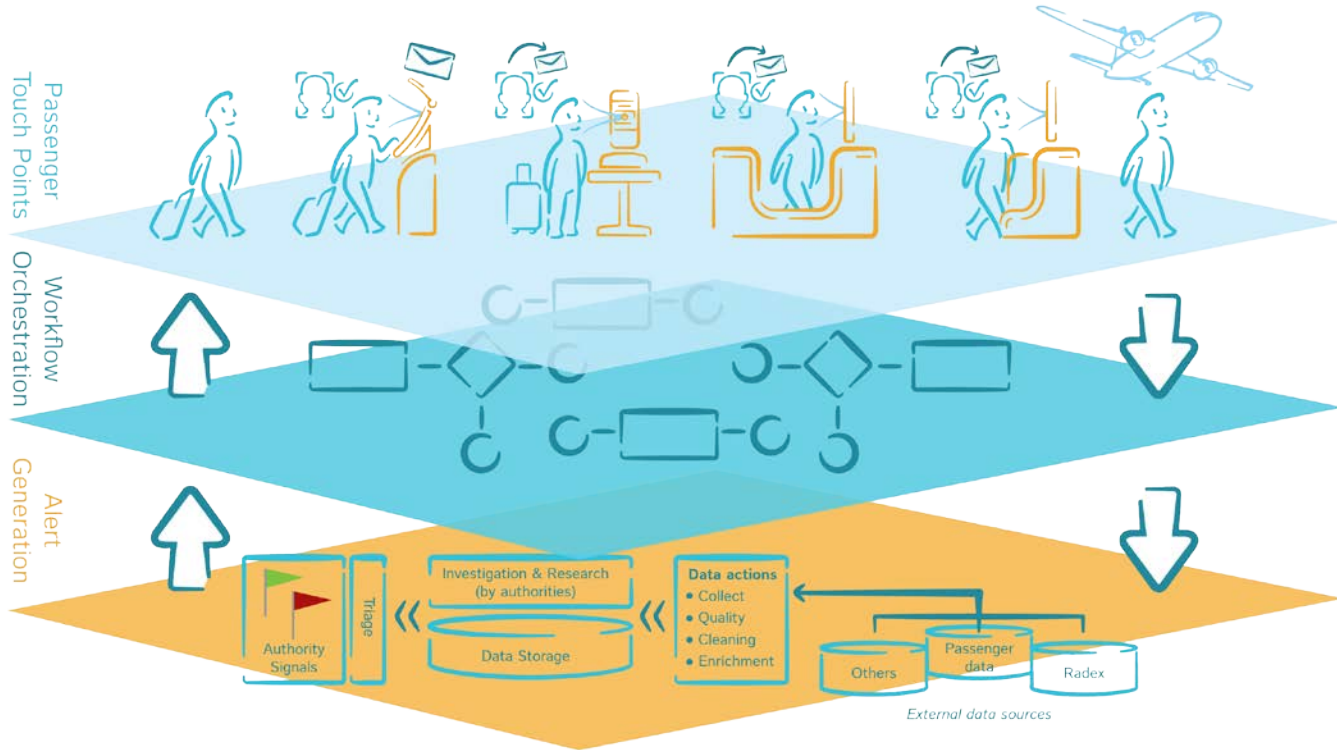 Passenger
Touch Points
Workflow
Orchestration
Alert
Generation
Authority
Signals
Triage
Investigation & Research
(by authorities)
Data Storage
Data actions
• Collect
• Quality
• Cleaning
• Enrichment
Others
Passenger
data
Radex
External data sources